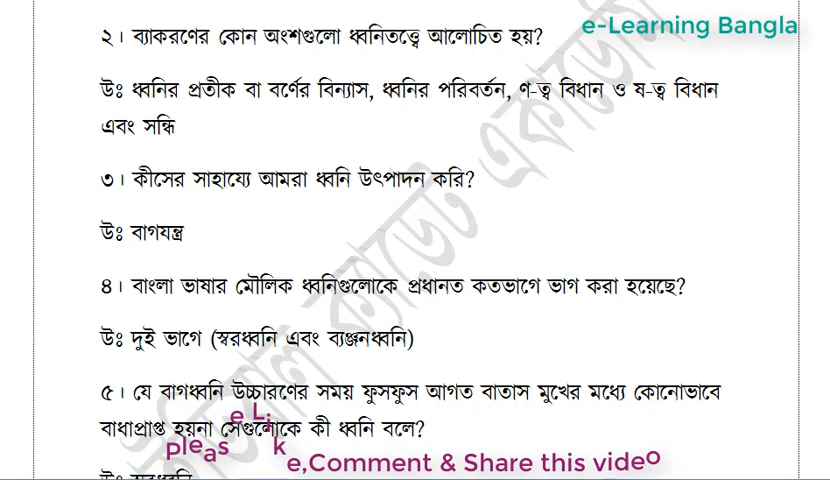 e-Learning Bangla
২। ব্যাকরণের কোন অংশগুলো ধ্বনিতত্ত্বে আলোচিত হয়?
উঃ ধ্বনির প্রতীক বা বর্ণের বিন্যাস, ধ্বনির পরিবর্তন, ণ-ত্ব বিধান ও ষ-ত্ব বিধান
এবং সন্ধি
৩। কীসের সাহায্যে আমরা ধ্বনি উৎপাদন করি?
উঃ বাগযন্ত্র
৪। বাংলা ভাষার মৌলিক ধ্বনিগুলোকে প্রধানত কতভাগে ভাগ করা হয়েছে?
উঃ দুই ভাগে (স্বরধ্বনি এবং ব্যঞ্জনধ্বনি)
৫। যে বাগধ্বনি উচ্চারণের সময় ফুসফুস আগত বাতাস মুখের মধ্যে কোনোভাবে
বাধাপ্রাপ্ত হয়না সেগুলোকে কী ধ্বনি বলে?
please Like,Comment & Share this video